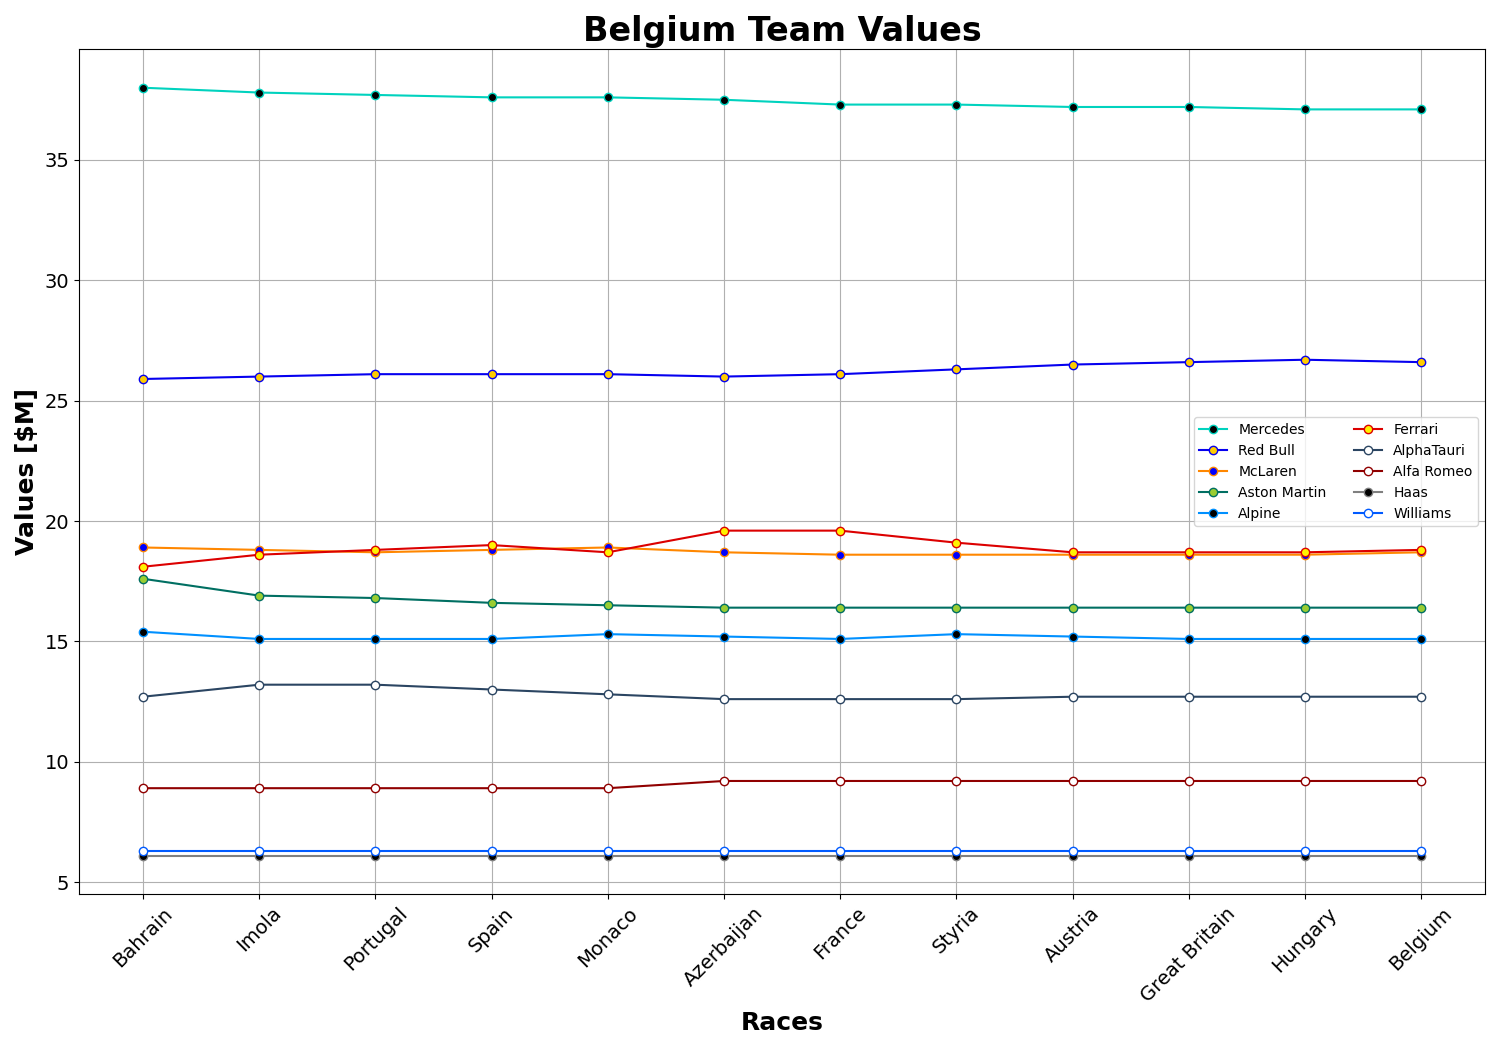 Belgium Team Values
Values [$M]
35
30
25
20
15
10
5
Mercedes
Red Bull
McLaren
Aston Martin
Alpine
Ferrari
AlphaTauri
Alfa Romeo
Haas
Williams
Bahrain
Imola
Portugal
Spain
Monaco
Azerbaijan
France
Styria
Austria
Great Britain
Hungary
Belgium
Races